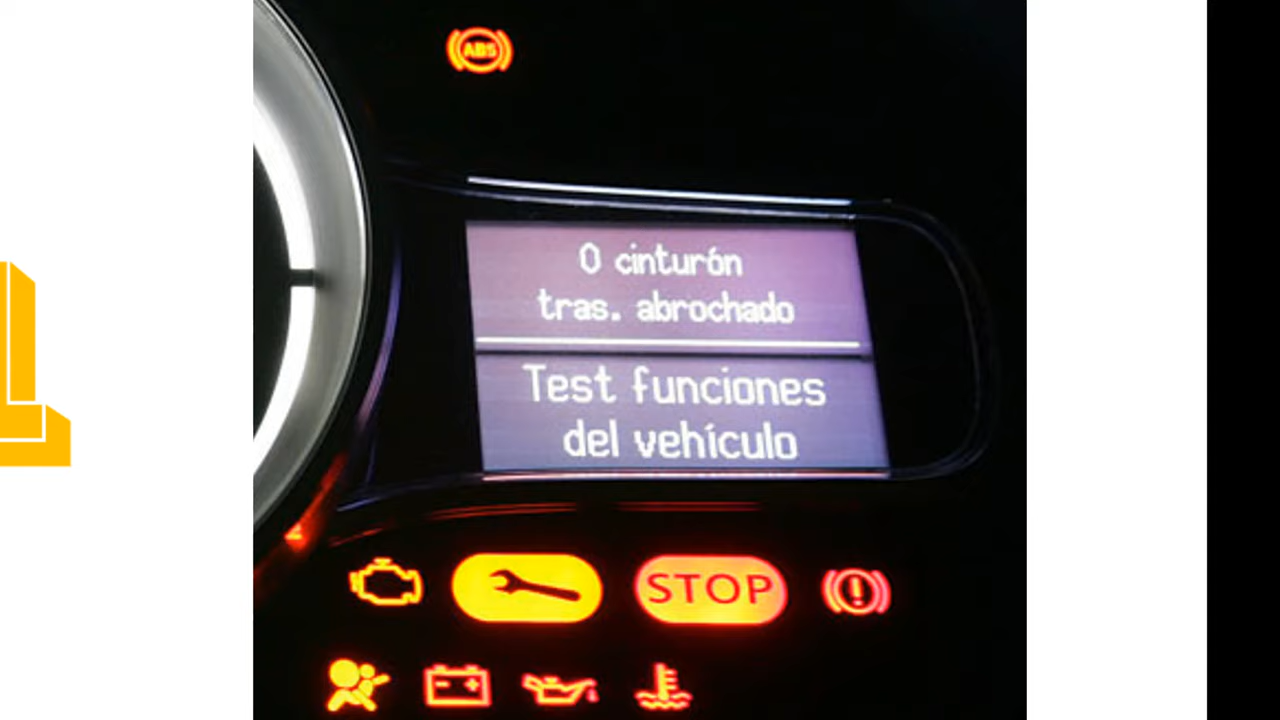 ABS
0 cinturón
tras. abrochado
Test funciones
del vehículo
STOP